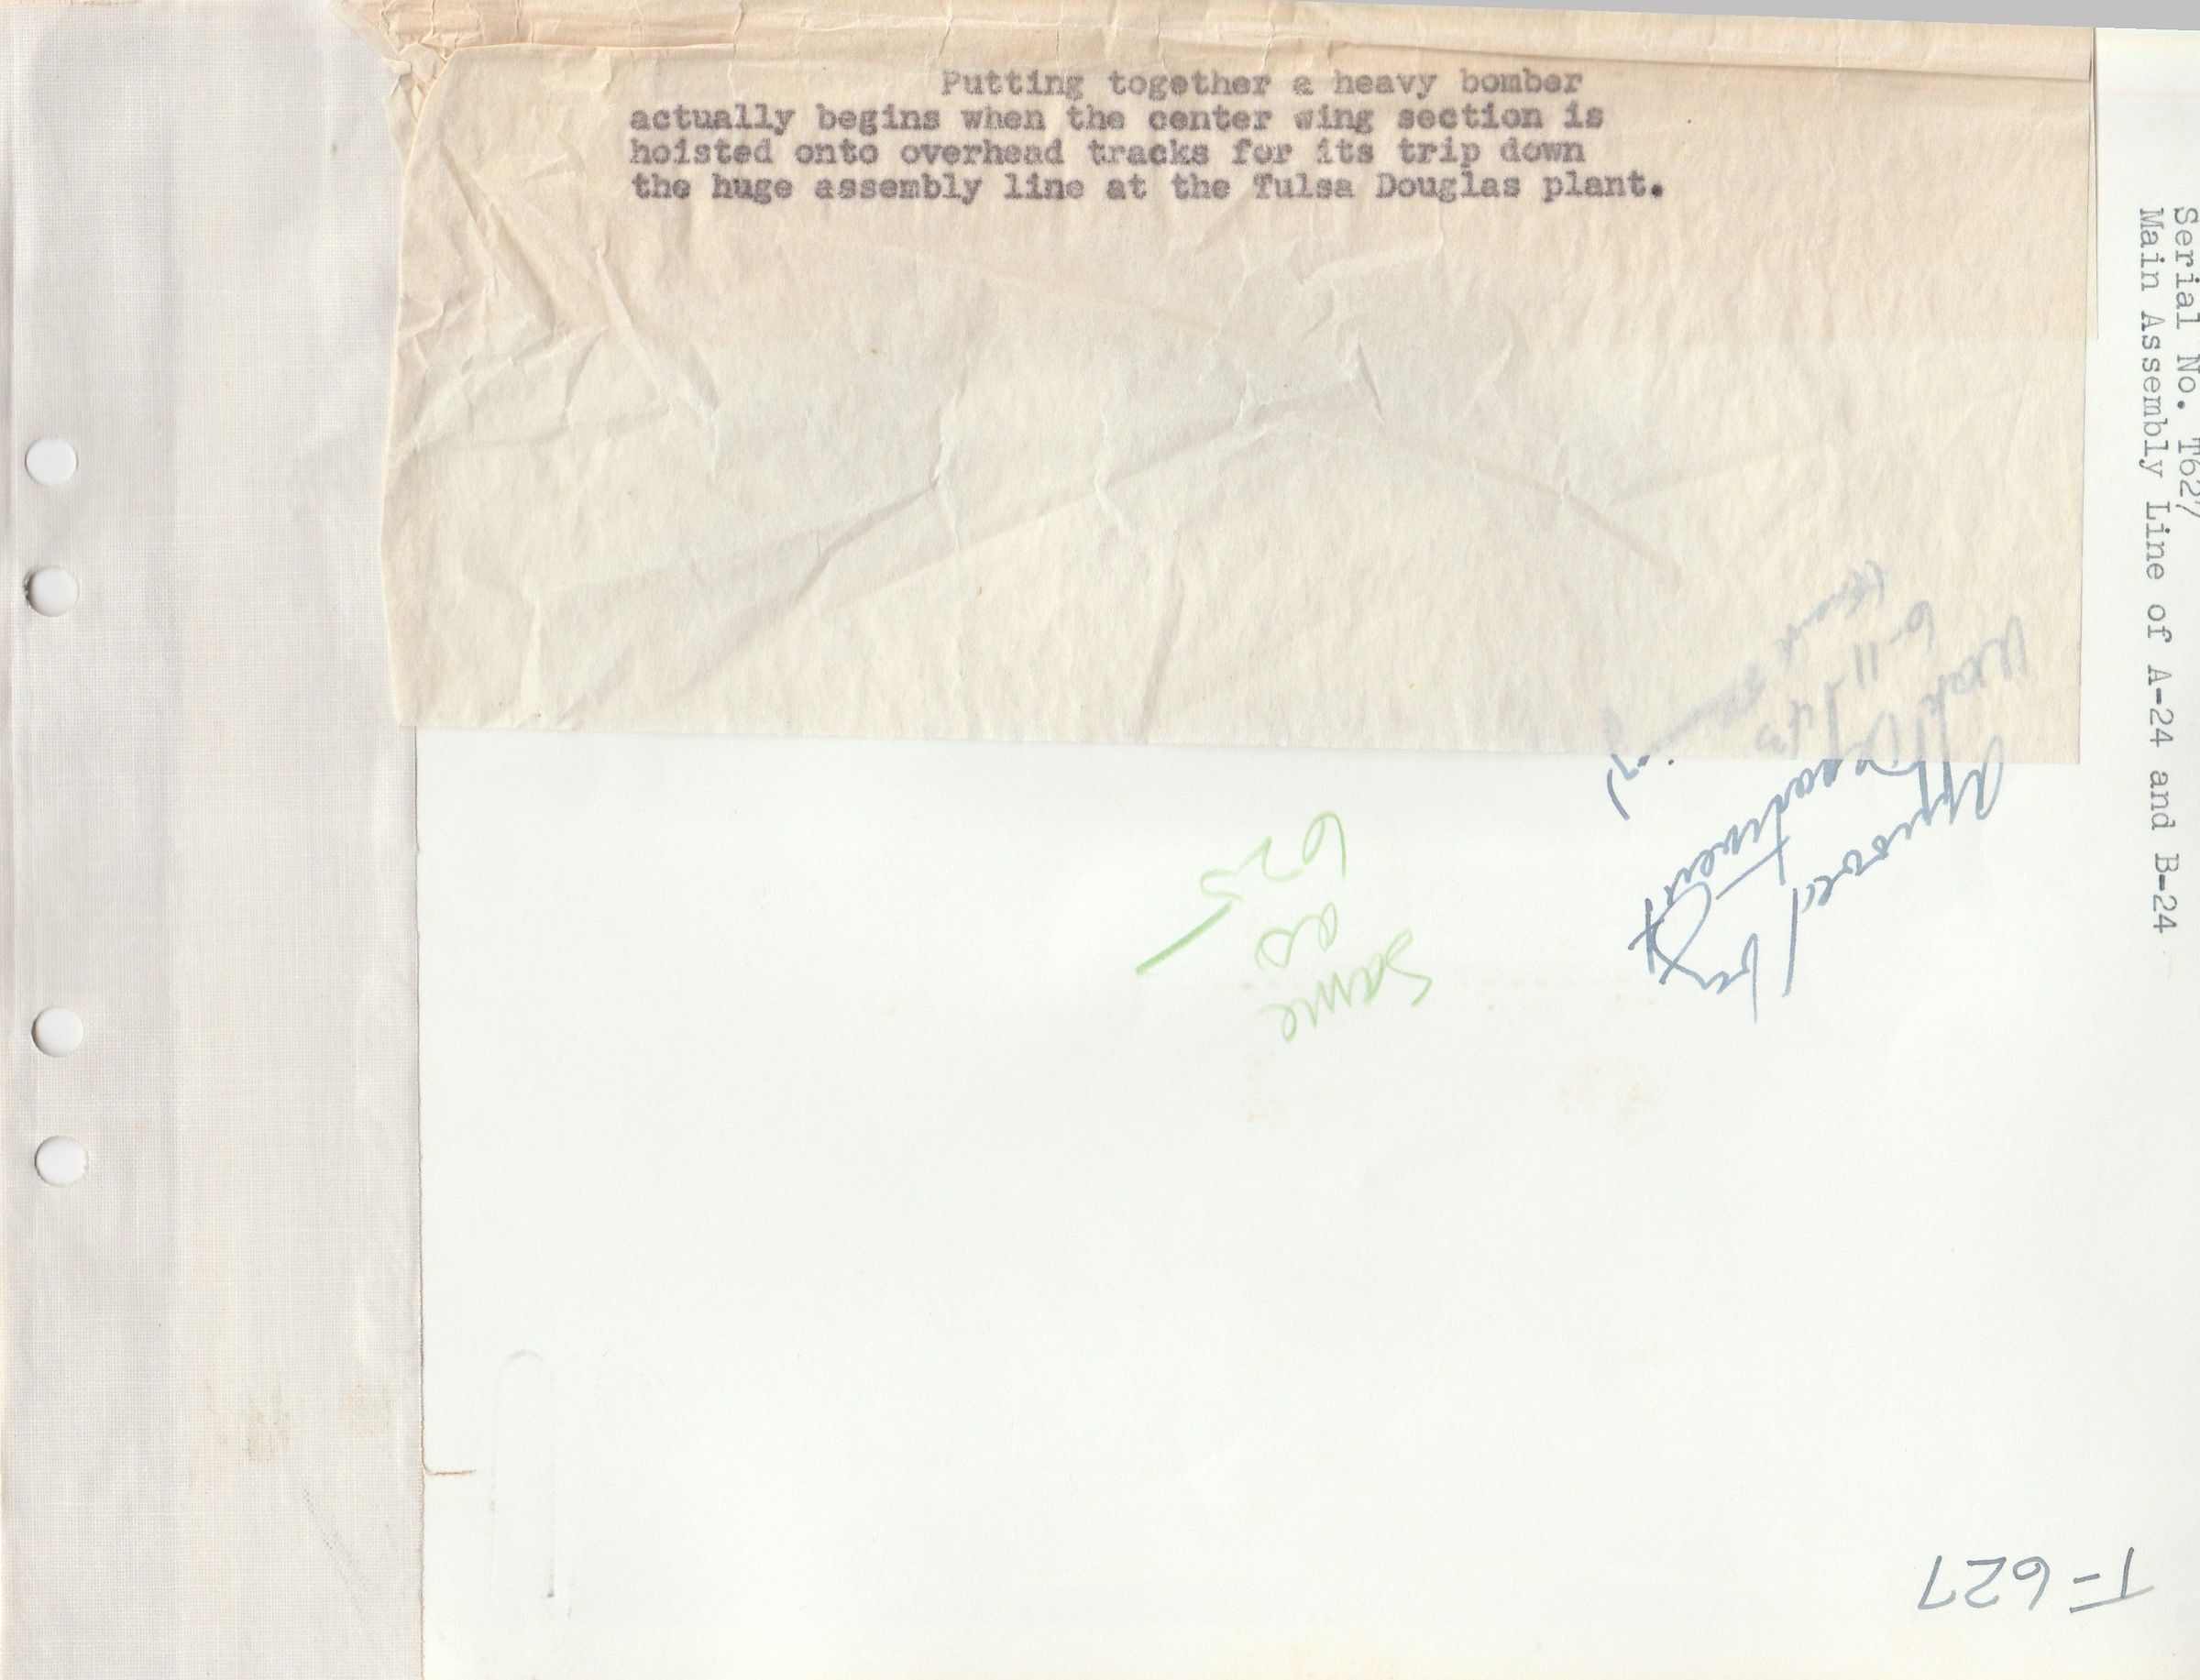 Putting together a heavy bomber
actually begins when the center wing section is
hoisted onto overhead tracks for its trip down
the huge assembly line at the Tulsa Douglas plant.
Serial No. T627
Main Assembly Line of A-24 and B-24
Approved by
Department
6-11-43
Same
as
625
T-627